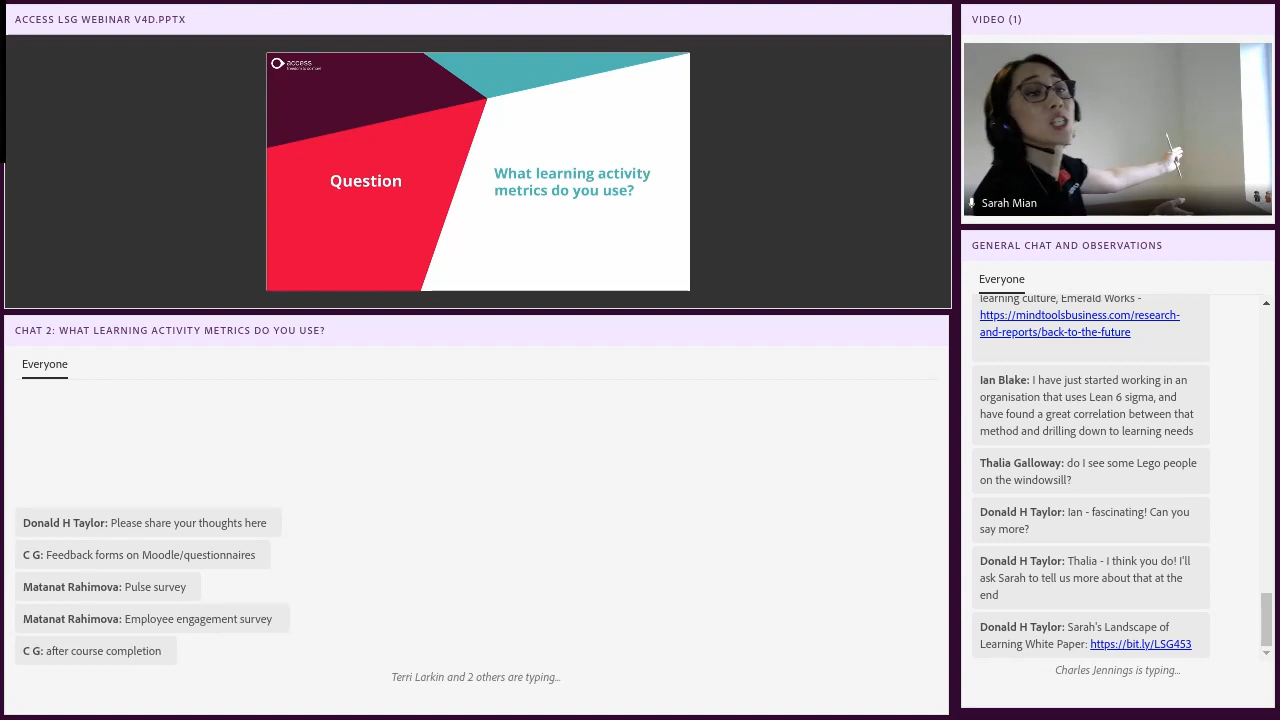 ACCESS LSG WEBINAR V4D.PPTX
access
Question
What learning activity
metrics do you use?
VIDEO (1)
Sarah Mian
CHAT 2: WHAT LEARNING ACTIVITY METRICS DO YOU USE?
Everyone
Donald H Taylor: Please share your thoughts here
C G: Feedback forms on Moodle/questionnaires
Matanat Rahimova: Pulse survey
Matanat Rahimova: Employee engagement survey
C G: after course completion
Terri Larkin and 2 others are typing...
GENERAL CHAT AND OBSERVATIONS
Everyone
learning culture, Emerald Works -
https://mindtoolsbusiness.com/research-
and-reports/back-to-the-future
Ian Blake: I have just started working in an
organisation that uses Lean 6 sigma, and
have found a great correlation between that
method and drilling down to learning needs
Thalia Galloway: do I see some Lego people
on the windowsill?
Donald H Taylor: Ian - fascinating! Can you
say more?
Donald H Taylor: Thalia - I think you do! I'll
ask Sarah to tell us more about that at the
end
Donald H Taylor: Sarah's Landscape of
Learning White Paper: https://bit.ly/LSG453
Charles Jennings is typing...